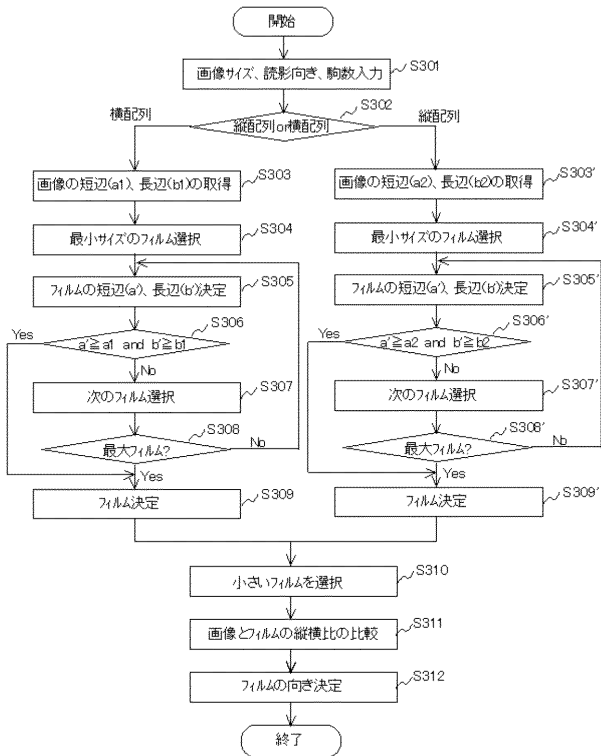 開始
画像サイズ、読影向き、駒数入力
S301
縦配列or横配列
S302
横配列
縦配列
画像の短辺(a1)、長辺(b1)の取得
S303
最小サイズのフィルム選択
S304
フィルムの短辺(a')、長辺(b')決定
S305
a'≧a1 and b'≧b1
S306
Yes
No
次のフィルム選択
S307
最大フィルム?
S308
No
Yes
フィルム決定
S309
画像の短辺(a2)、長辺(b2)の取得
S303'
最小サイズのフィルム選択
S304'
フィルムの短辺(a')、長辺(b')決定
S305'
a'≧a2 and b'≧b2
S306'
Yes
No
次のフィルム選択
S307'
最大フィルム?
S308'
No
Yes
フィルム決定
S309'
小さいフィルムを選択
S310
画像とフィルムの縦横比の比較
S311
フィルムの向き決定
S312
終了